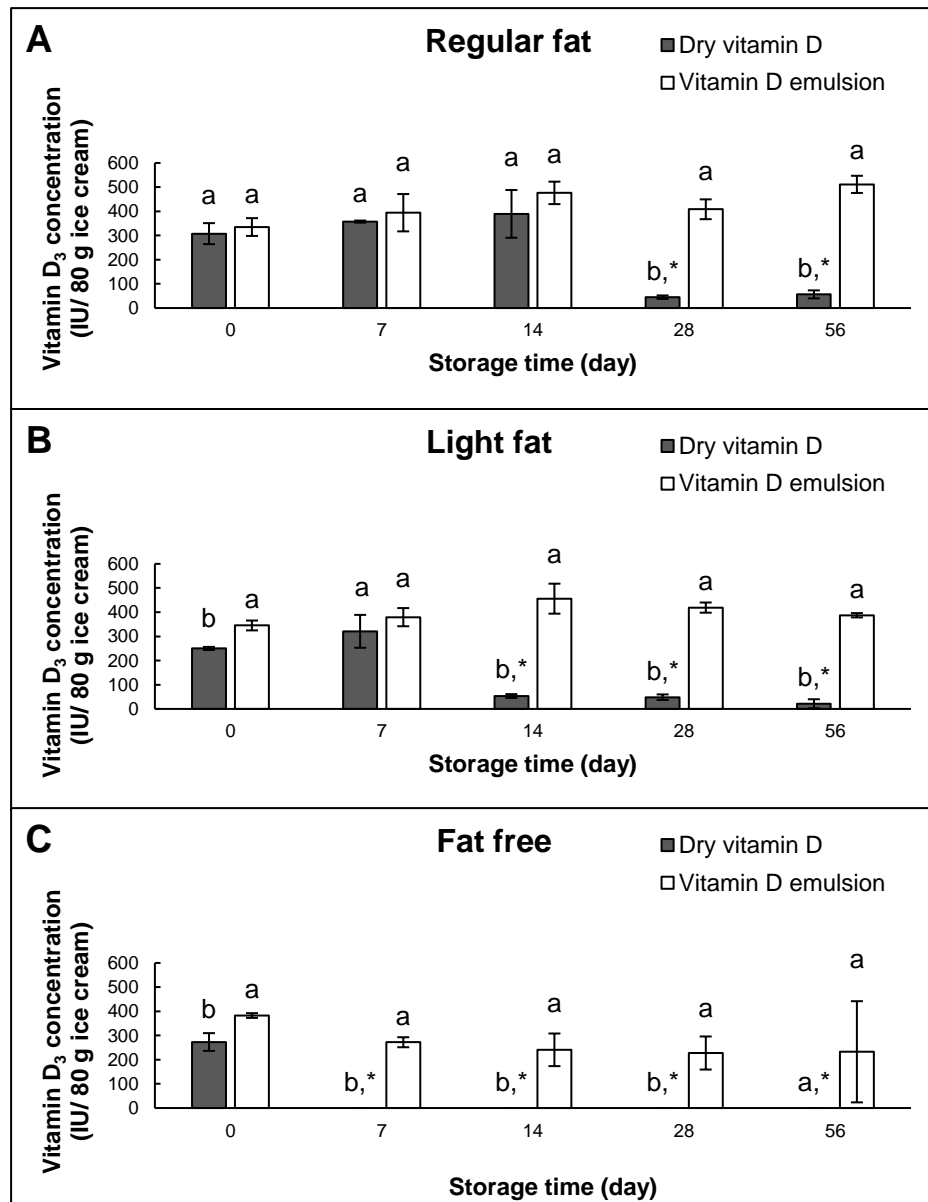 A
Regular fat
Dry vitamin D
Vitamin D emulsion
Vitamin D₃ concentration
(IU/ 80 g ice cream)
600
500
400
300
200
100
0
a a a a a a b,* a b,* a
0 7 14 28 56
Storage time (day)
B
Light fat
Dry vitamin D
Vitamin D emulsion
Vitamin D₃ concentration
(IU/ 80 g ice cream)
600
500
400
300
200
100
0
b a a a b,* a b,* a b,* a
0 7 14 28 56
Storage time (day)
C
Fat free
Dry vitamin D
Vitamin D emulsion
Vitamin D₃ concentration
(IU/ 80 g ice cream)
600
500
400
300
200
100
0
b a b,* a b,* a b,* a a,* a
0 7 14 28 56
Storage time (day)